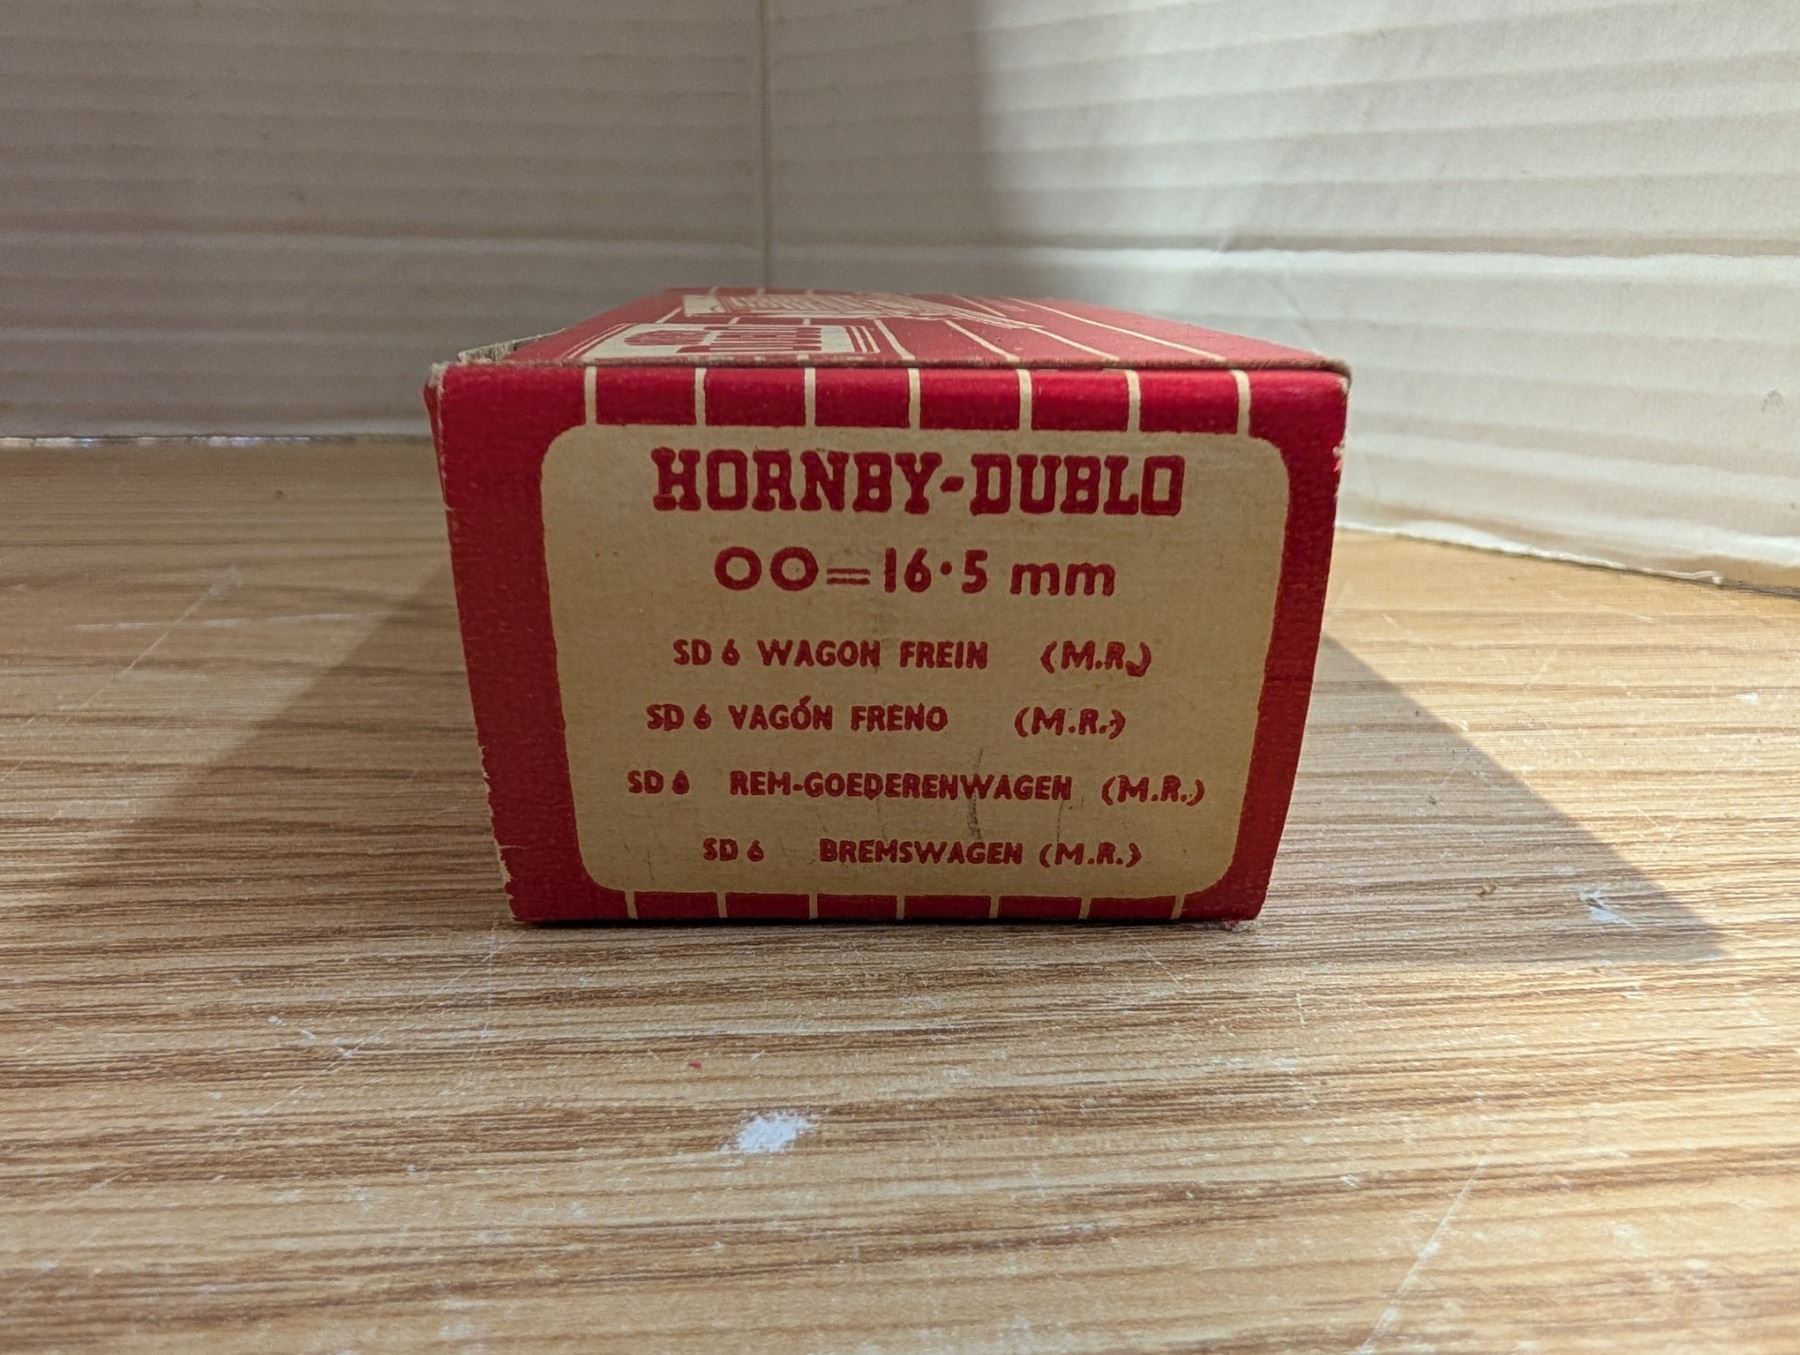 HORNBY-DUBLO
OO=16·5 mm
SD 6 WAGON FREIN (M.R.)
SD 6 VAGÓN FRENO (M.R.)
SD 6 REM-GOEDERENWAGEN (M.R.)
SD 6 BREMSWAGEN (M.R.)